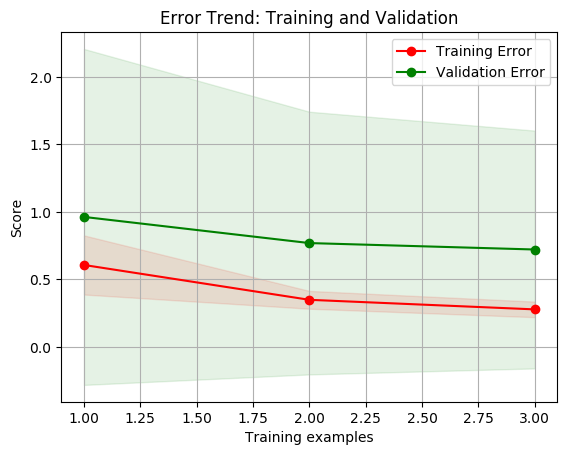 Error Trend: Training and Validation
Training Error
Validation Error
Score
2.0
1.5
1.0
0.5
0.0
1.00 1.25 1.50 1.75 2.00 2.25 2.50 2.75 3.00
Training examples